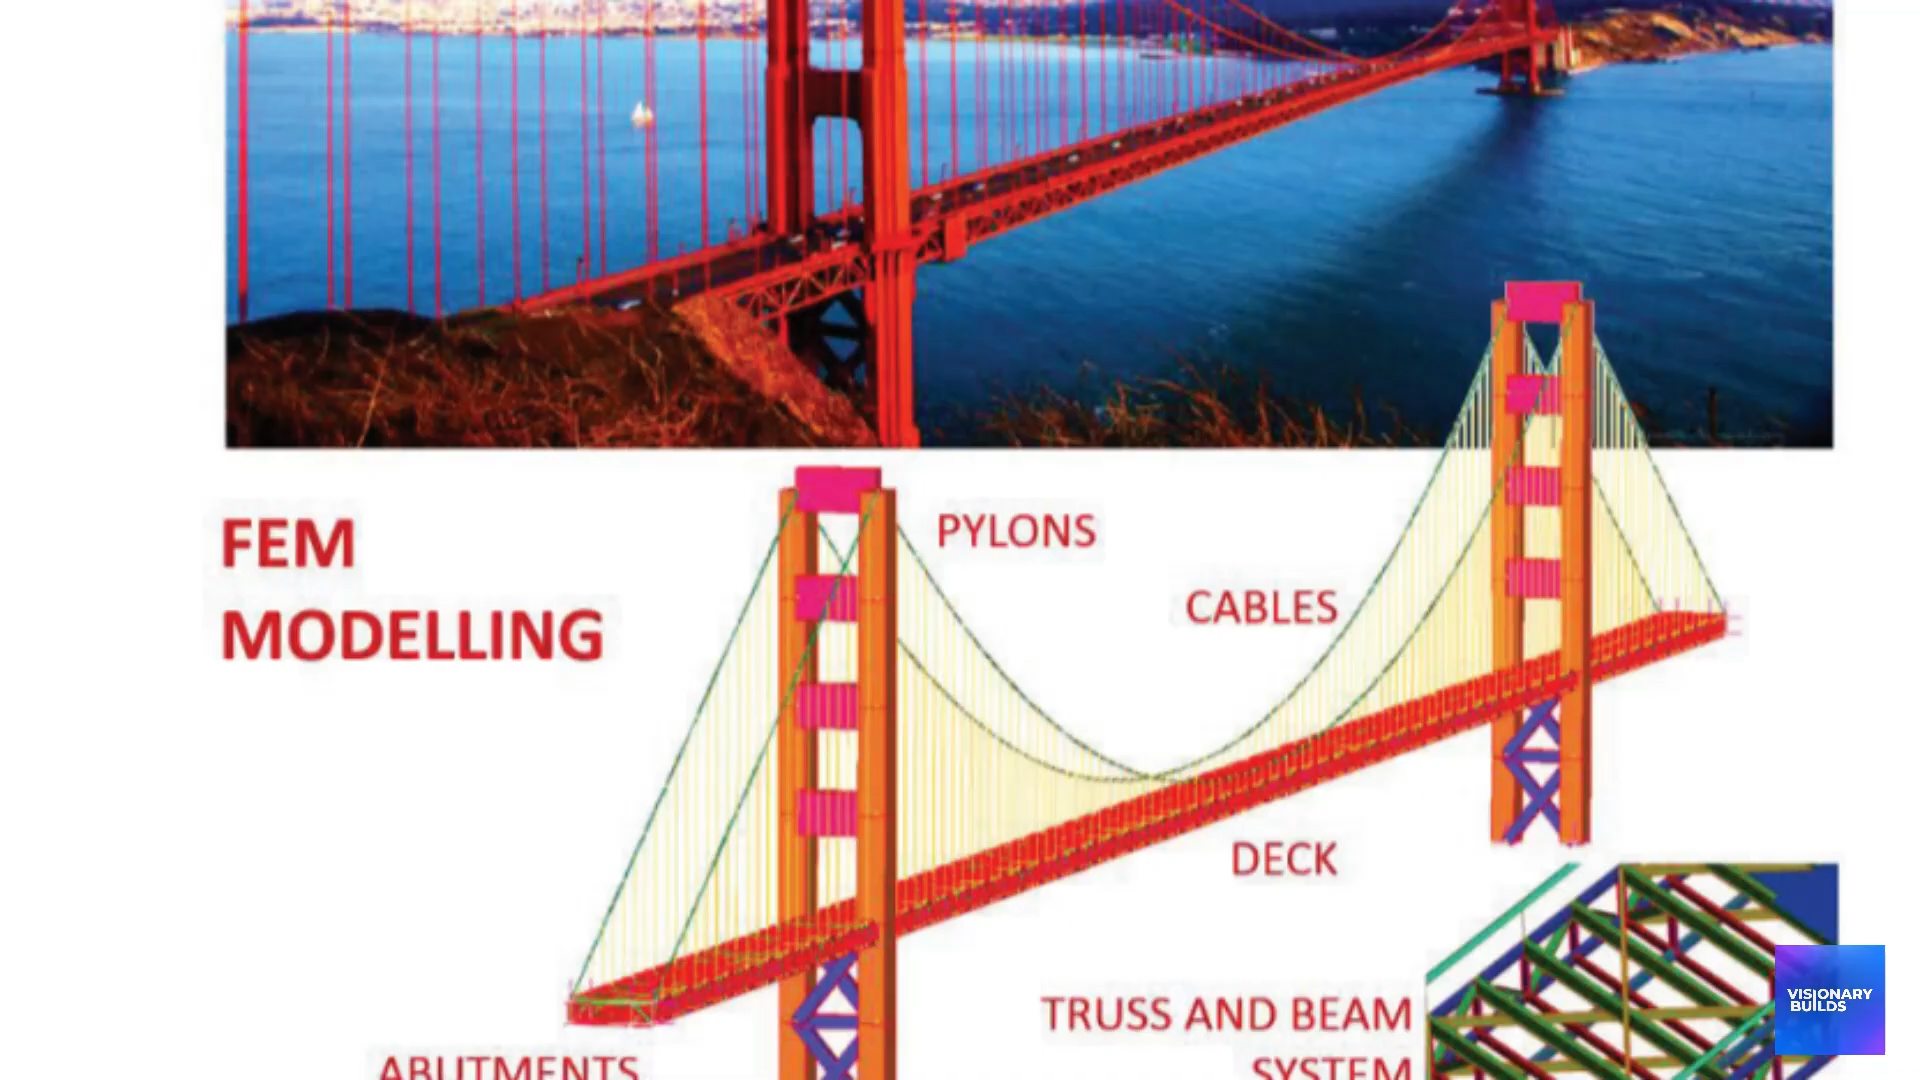 FEM
MODELLING
PYLONS
CABLES
DECK
TRUSS AND BEAM
SYSTEM
ABUTMENTS
VISIONARY
BUILDS